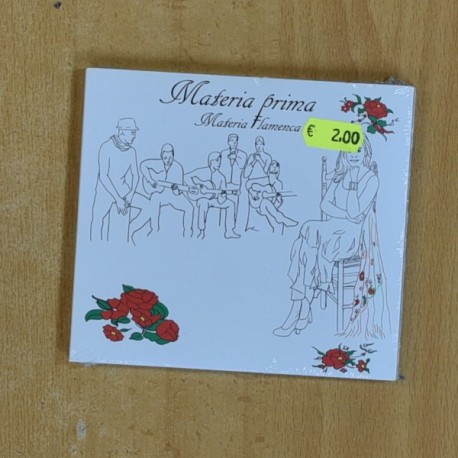 Materia prima
Materia Flamenca
€ 2.00